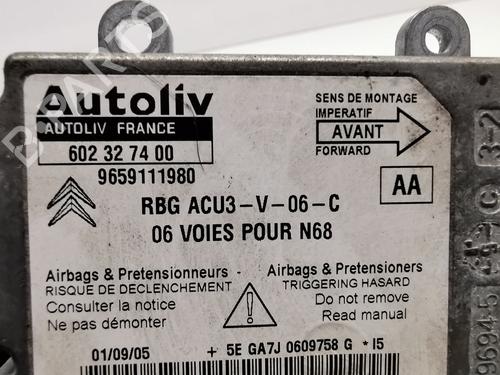 Autoliv
AUTOLIV FRANCE
602 32 74 00
9659111980
SENS DE MONTAGE
IMPERATIF
AVANT
FORWARD
AA
RBG ACU3-V-06-C
06 VOIES POUR N68
Airbags & Pretensionneurs -
RISQUE DE DECLENCHEMENT
Consulter la notice
Ne pas démonter
Airbags & Pretensioners
TRIGGERING HASARD
Do not remove
Read manual
01/09/05
+ 5E GA7J 0609758 G * I5